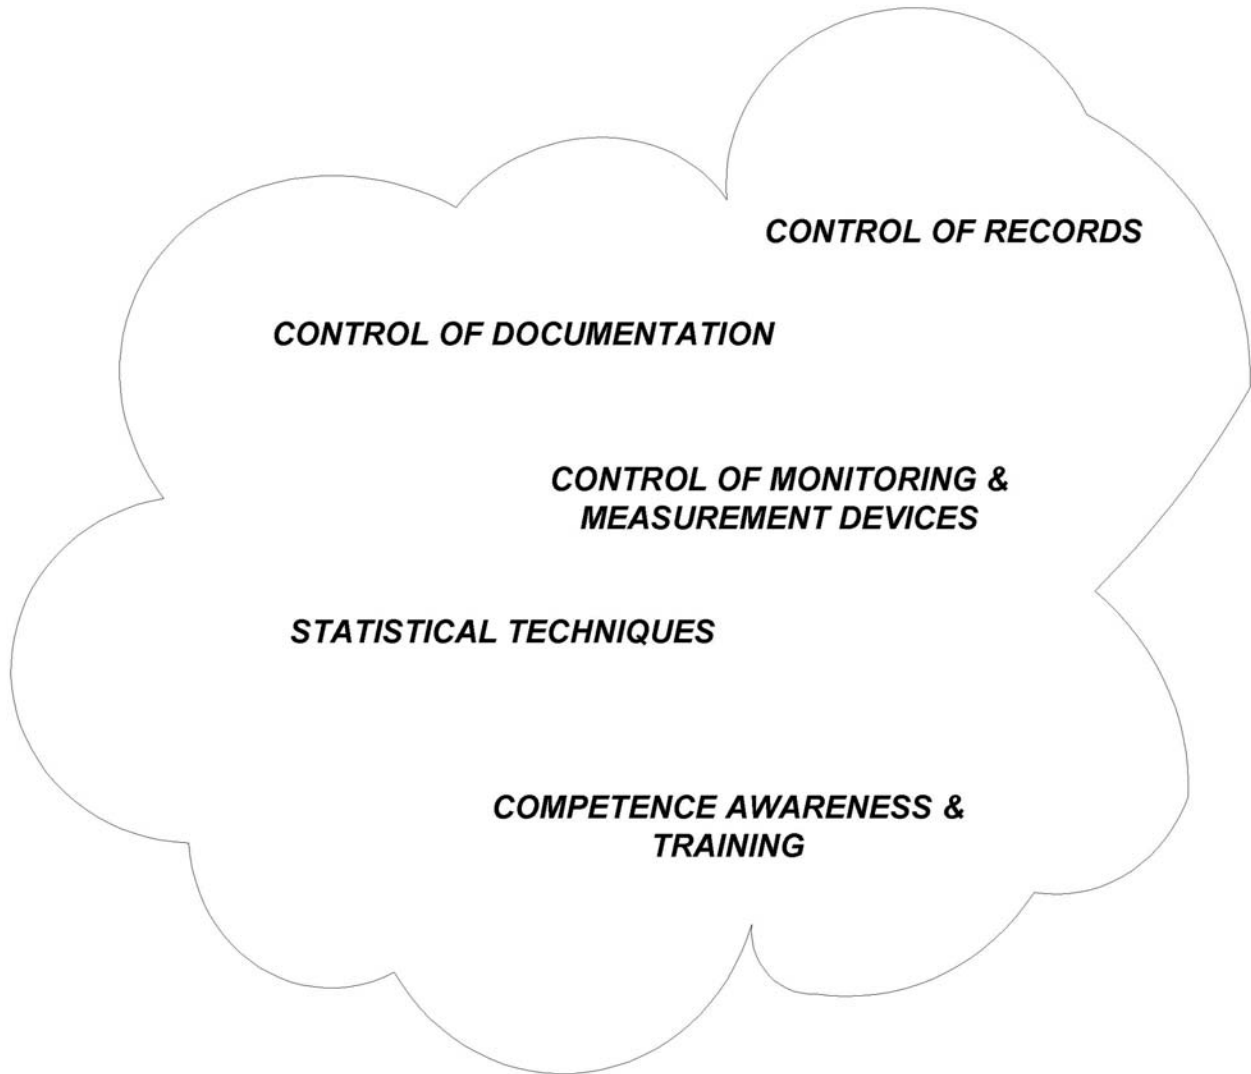 CONTROL OF RECORDS
CONTROL OF DOCUMENTATION
CONTROL OF MONITORING &
MEASUREMENT DEVICES
STATISTICAL TECHNIQUES
COMPETENCE AWARENESS &
TRAINING